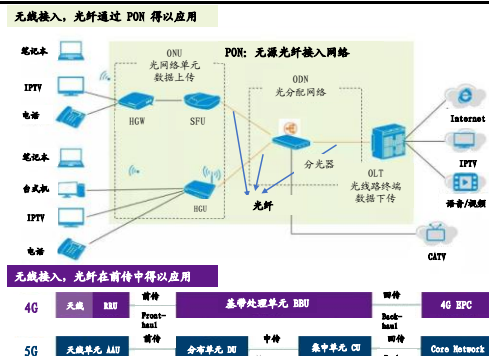 无线接入，光纤通过 PON 得以应用
ONU
光网络单元
数据上传
PON: 无源光纤接入网络
ODN
光分配网络
笔记本
IPTV
电话
HGW
SFU
Internet
笔记本
台式机
IPTV
电话
HGU
分光器
光纤
OLT
光线路终端
数据下传
IPTV
语音/视频
CATV
无线接入，光纤在前传中得以应用
4G
天线
RRU
前传
Front-
haul
基带处理单元 BBU
回传
Back-
haul
4G EPC
5G
天线单元 AAU
前传
分布单元 DU
中传
集中单元 CU
回传
Core Network